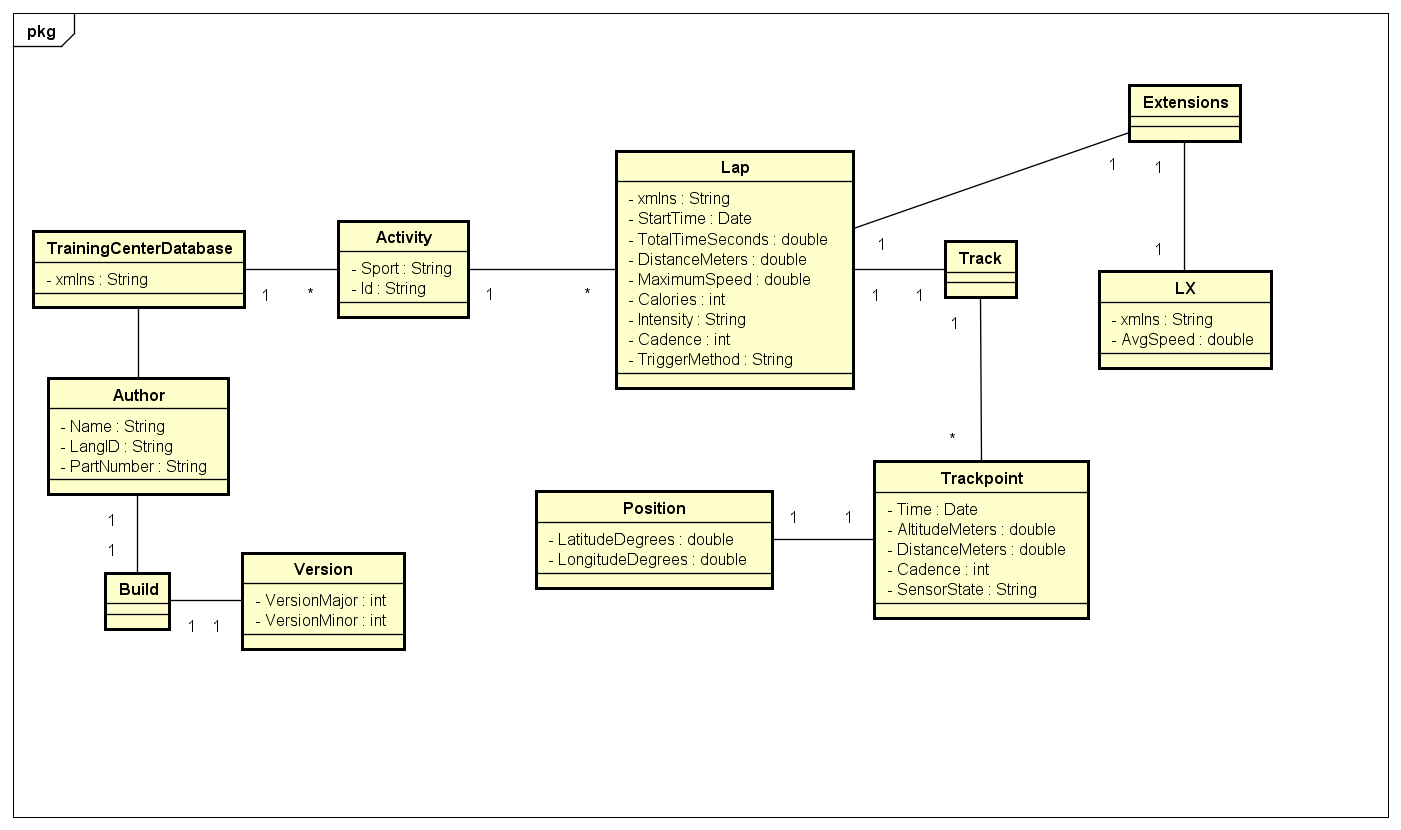 pkg
Extensions
1
1
1
LX
- xmlns : String
- AvgSpeed : double
Lap
- xmlns : String
- StartTime : Date
- TotalTimeSeconds : double
- DistanceMeters : double
- MaximumSpeed : double
- Calories : int
- Intensity : String
- Cadence : int
- TriggerMethod : String
1
1
1
Track
1
*
TrainingCenterDatabase
- xmlns : String
1
*
Activity
- Sport : String
- Id : String
1
*
Author
- Name : String
- LangID : String
- PartNumber : String
1
1
Build
1
1
Version
- VersionMajor : int
- VersionMinor : int
Position
- LatitudeDegrees : double
- LongitudeDegrees : double
1
1
Trackpoint
- Time : Date
- AltitudeMeters : double
- DistanceMeters : double
- Cadence : int
- SensorState : String